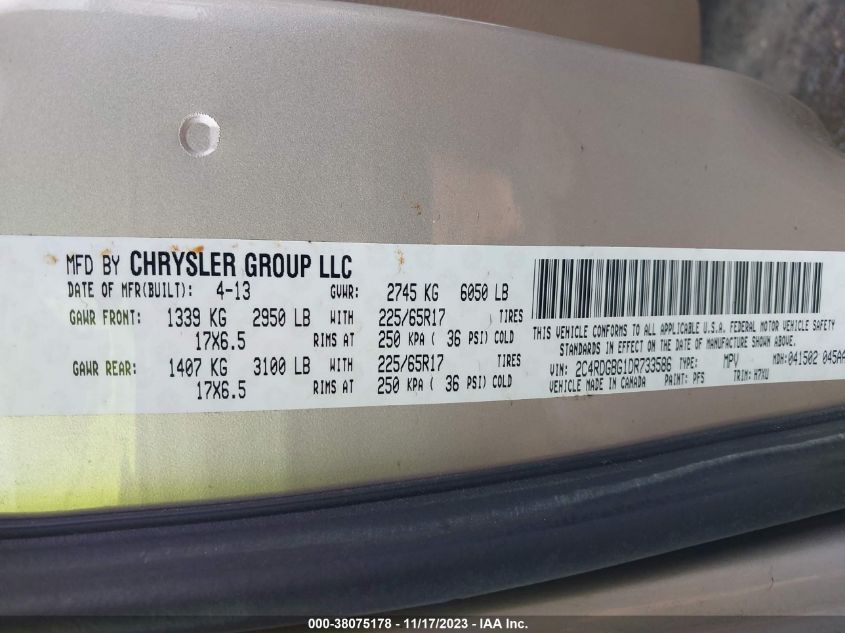 MFD BY CHRYSLER GROUP LLC
DATE OF MFR(BUILT): 4-13 GVWR: 2745 KG 6050 LB
GAWR FRONT: 1339 KG 2950 LB WITH 225/65R17 TIRES
17X6.5 RIMS AT 250 KPA ( 36 PSI) COLD
GAWR REAR: 1407 KG 3100 LB WITH 225/65R17 TIRES
17X6.5 RIMS AT 250 KPA ( 36 PSI) COLD
THIS VEHICLE CONFORMS TO ALL APPLICABLE U.S.A. FEDERAL MOTOR VEHICLE SAFETY
STANDARDS IN EFFECT ON THE DATE OF MANUFACTURE SHOWN ABOVE.
VIN: 2C4RDGBG1DR733586 TYPE: MPV MDH: 041502 045AA
VEHICLE MADE IN CANADA PAINT: PFS TRIM: H7XU
000-38075178 - 11/17/2023 - IAA Inc.